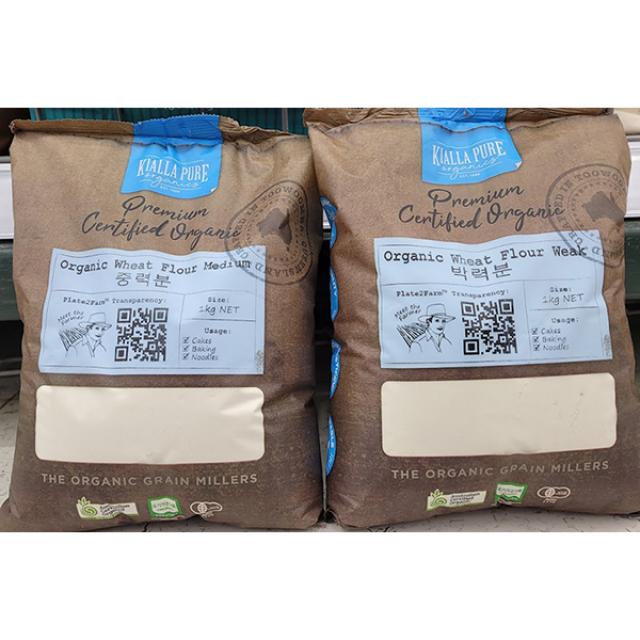 KIALLA PURE
organics
Premium
Certified Organic
Organic Wheat Flour Medium
중력분
Plate2Farm™ Transparency:
Meet the
Farmer
Size:
1kg NET
Usage:
Cakes
Baking
Noodles
THE ORGANIC GRAIN MILLERS
KIALLA PURE
organics
Premium
Certified Organic
Organic Wheat Flour Weak
박력분
Plate2Farm™ Transparency:
Meet the
Farmer
Size:
1kg NET
Usage:
Cakes
Baking
Noodles
THE ORGANIC GRAIN MILLERS
Australian
Certified
Organic